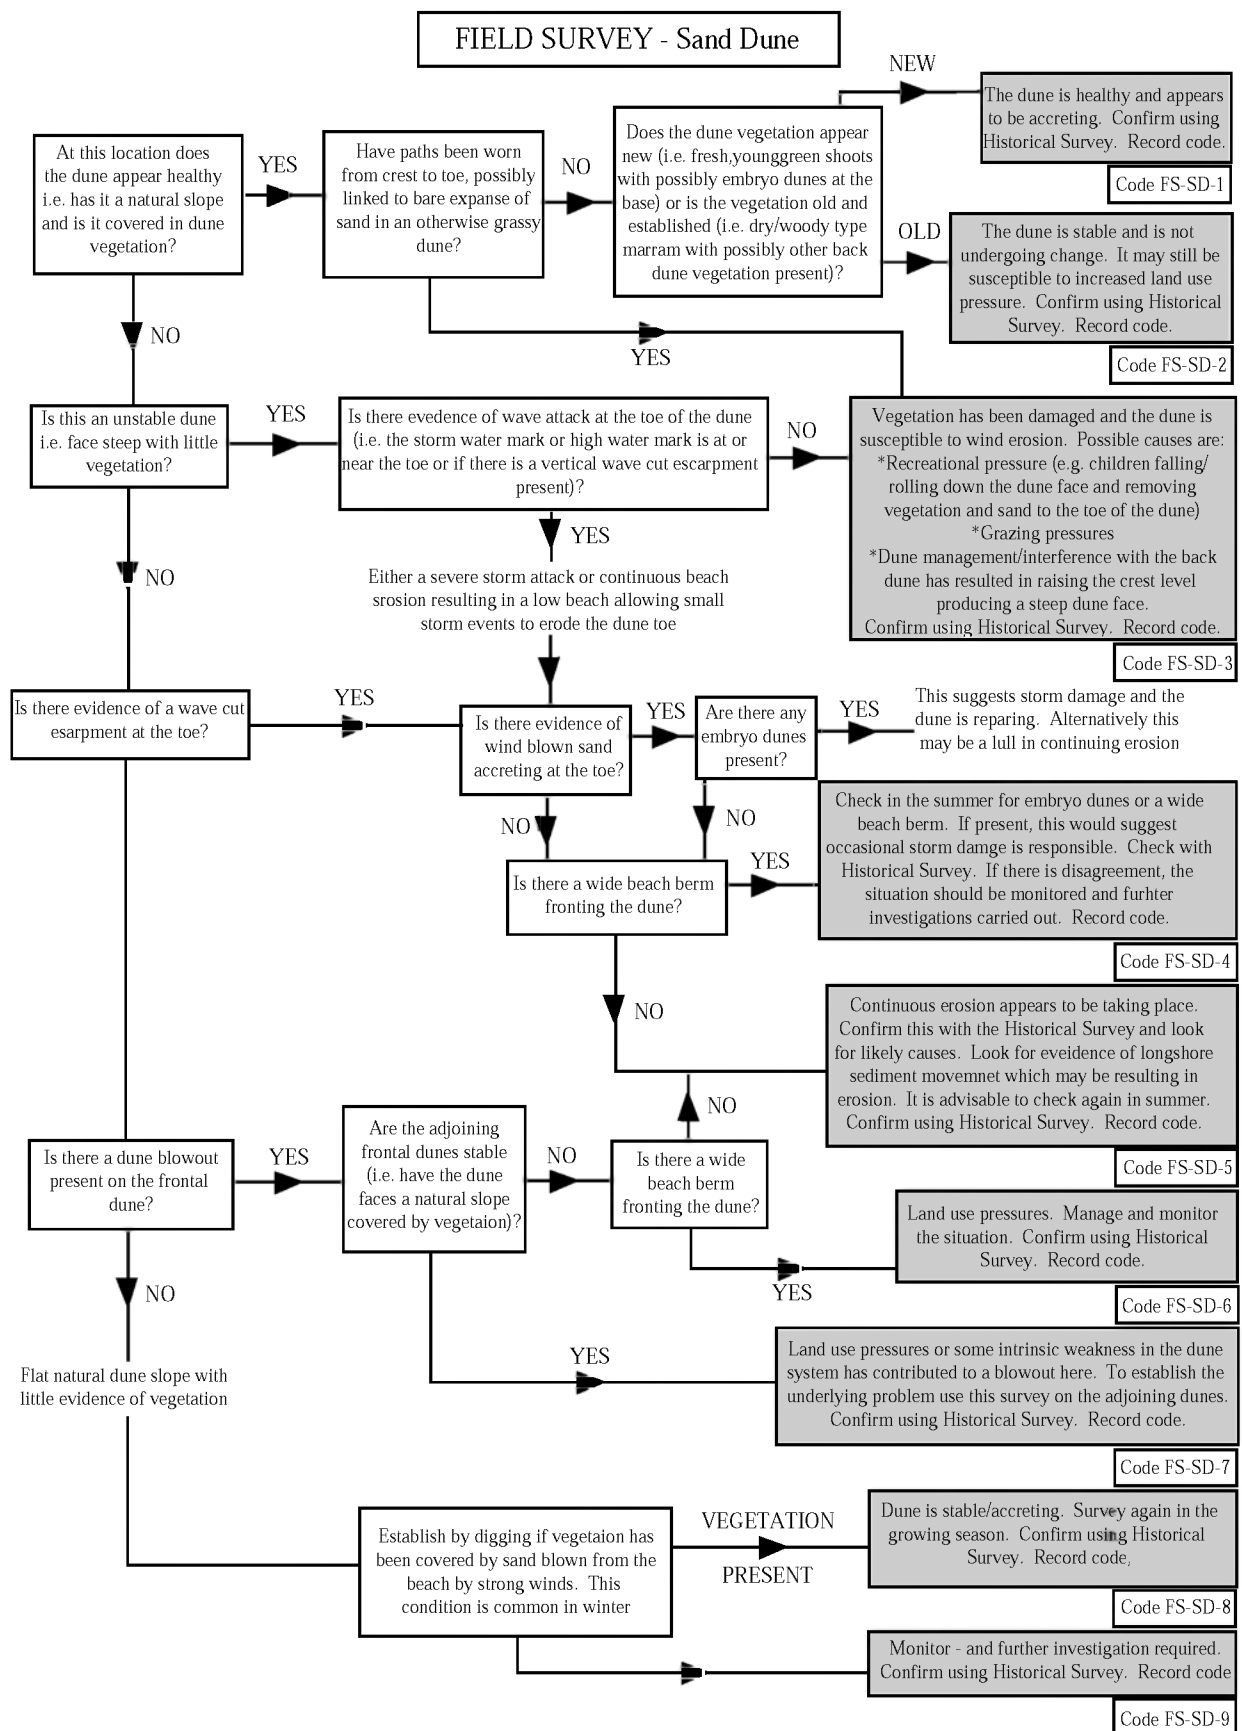 FIELD SURVEY - Sand Dune
NEW
The dune is healthy and appears
to be accreting. Confirm using
Historical Survey. Record code.
Code FS-SD-1
At this location does
the dune appear healthy
i.e. has it a natural slope
and is it covered in dune
vegetation?
YES
Have paths been worn
from crest to toe, possibly
linked to bare expanse of
sand in an otherwise grassy
dune?
NO
Does the dune vegetation appear
new (i.e. fresh,younggreen shoots
with possibly embryo dunes at the
base) or is the vegetation old and
established (i.e. dry/woody type
marram with possibly other back
dune vegetation present)?
OLD
The dune is stable and is not
undergoing change. It may still be
susceptible to increased land use
pressure. Confirm using Historical
Survey. Record code.
Code FS-SD-2
NO
YES
Is this an unstable dune
i.e. face steep with little
vegetation?
YES
Is there evedence of wave attack at the toe of the dune
(i.e. the storm water mark or high water mark is at or
near the toe or if there is a vertical wave cut escarpment
present)?
NO
Vegetation has been damaged and the dune is
susceptible to wind erosion. Possible causes are:
*Recreational pressure (e.g. children falling/
rolling down the dune face and removing
vegetation and sand to the toe of the dune)
*Grazing pressures
*Dune management/interference with the back
dune has resulted in raising the crest level
producing a steep dune face.
Confirm using Historical Survey. Record code.
Code FS-SD-3
YES
NO
Either a severe storm attack or continuous beach
srosion resulting in a low beach allowing small
storm events to erode the dune toe
Is there evidence of a wave cut
esarpment at the toe?
YES
Is there evidence of
wind blown sand
accreting at the toe?
YES
Are there any
embryo dunes
present?
YES
This suggests storm damage and the
dune is reparing. Alternatively this
may be a lull in continuing erosion
NO
NO
Is there a wide beach berm
fronting the dune?
YES
Check in the summer for embryo dunes or a wide
beach berm. If present, this would suggest
occasional storm damge is responsible. Check with
Historical Survey. If there is disagreement, the
situation should be monitored and furhter
investigations carried out. Record code.
Code FS-SD-4
NO
Continuous erosion appears to be taking place.
Confirm this with the Historical Survey and look
for likely causes. Look for eveidence of longshore
sediment movemnet which may be resulting in
erosion. It is advisable to check again in summer.
Confirm using Historical Survey. Record code.
Code FS-SD-5
Is there a dune blowout
present on the frontal
dune?
YES
Are the adjoining
frontal dunes stable
(i.e. have the dune
faces a natural slope
covered by vegetaion)?
NO
Is there a wide
beach berm
fronting the dune?
NO
YES
Land use pressures. Manage and monitor
the situation. Confirm using Historical
Survey. Record code.
Code FS-SD-6
NO
YES
Land use pressures or some intrinsic weakness in the dune
system has contributed to a blowout here. To establish the
underlying problem use this survey on the adjoining dunes.
Confirm using Historical Survey. Record code.
Code FS-SD-7
Flat natural dune slope with
little evidence of vegetation
Establish by digging if vegetaion has
been covered by sand blown from the
beach by strong winds. This
condition is common in winter
VEGETATION
PRESENT
Dune is stable/accreting. Survey again in the
growing season. Confirm using Historical
Survey. Record code,
Code FS-SD-8
Monitor - and further investigation required.
Confirm using Historical Survey. Record code
Code FS-SD-9